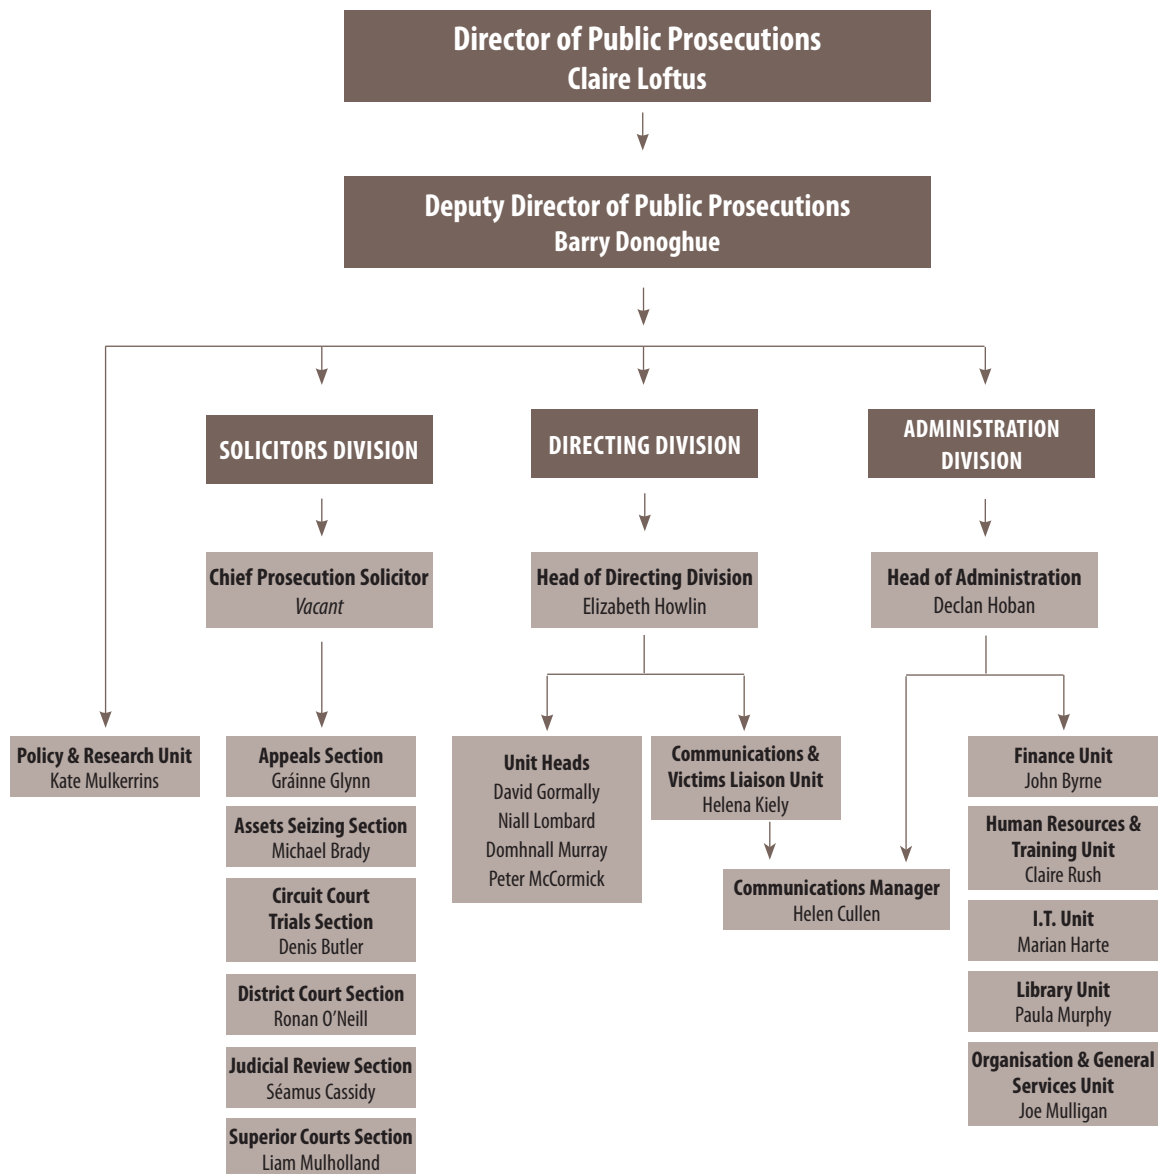 Director of Public Prosecutions
Claire Loftus
Deputy Director of Public Prosecutions
Barry Donoghue
SOLICITORS DIVISION
DIRECTING DIVISION
ADMINISTRATION
DIVISION
Chief Prosecution Solicitor
Vacant
Head of Directing Division
Elizabeth Howlin
Head of Administration
Declan Hoban
Policy & Research Unit
Kate Mulkerrins
Appeals Section
Gráinne Glynn
Assets Seizing Section
Michael Brady
Circuit Court
Trials Section
Denis Butler
District Court Section
Ronan O’Neill
Judicial Review Section
Séamus Cassidy
Superior Courts Section
Liam Mulholland
Unit Heads
David Gormally
Niall Lombard
Domhnall Murray
Peter McCormick
Communications &
Victims Liaison Unit
Helena Kiely
Communications Manager
Helen Cullen
Finance Unit
John Byrne
Human Resources &
Training Unit
Claire Rush
I.T. Unit
Marian Harte
Library Unit
Paula Murphy
Organisation & General
Services Unit
Joe Mulligan